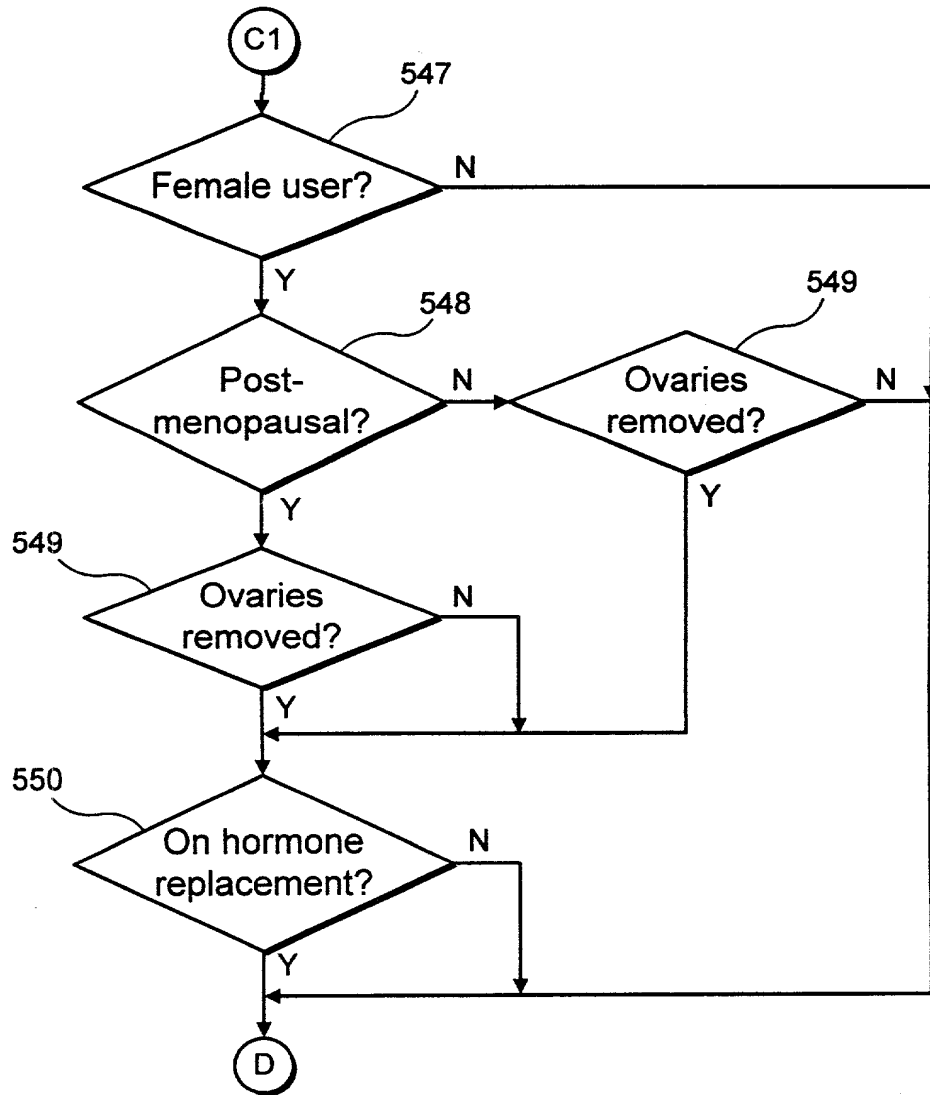 C1
547
Female user?
N
Y
548
Post-
menopausal?
N
549
Ovaries
removed?
N
Y
Y
549
Ovaries
removed?
N
Y
550
On hormone
replacement?
N
Y
D